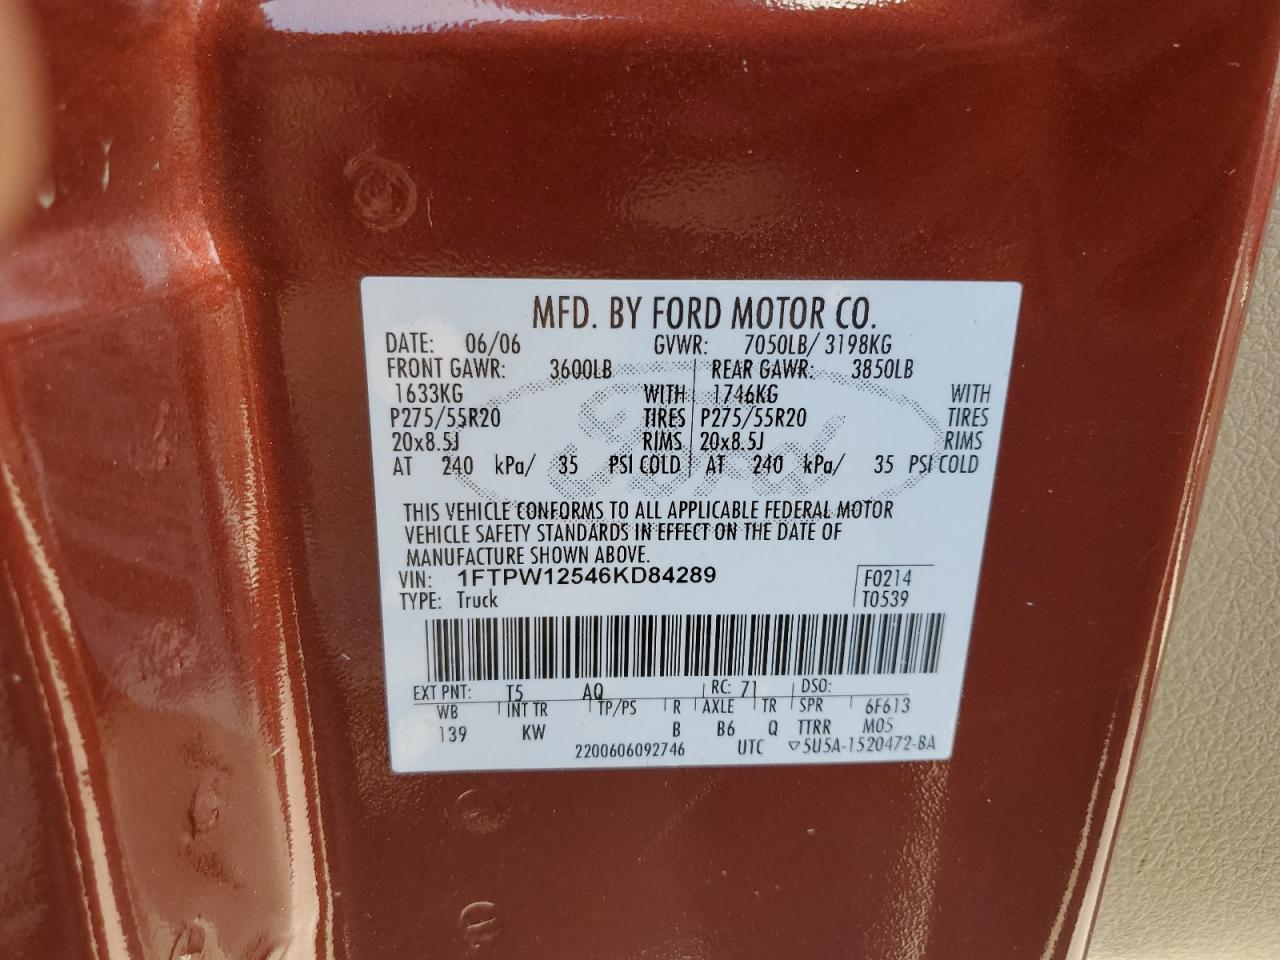 MFD. BY FORD MOTOR CO.
DATE: 06/06 GVWR: 7050LB/ 3198KG
FRONT GAWR: 3600LB REAR GAWR: 3850LB
1633KG WITH 1746KG WITH
P275/55R20 TIRES P275/55R20 TIRES
20x8.5J RIMS 20x8.5J RIMS
AT 240 kPa/ 35 PSI COLD AT 240 kPa/ 35 PSI COLD
Ford
THIS VEHICLE CONFORMS TO ALL APPLICABLE FEDERAL MOTOR
VEHICLE SAFETY STANDARDS IN EFFECT ON THE DATE OF
MANUFACTURE SHOWN ABOVE.
VIN: 1FTPW12546KD84289 F0214
TYPE: Truck T0539
EXT PNT: T5 AQ RC: 71 DSO:
WB INT TR TP/PS R AXLE TR SPR 6F613
139 KW B B6 Q TTRR M05
2200606092746 UTC ▽5U5A-1520472-BA